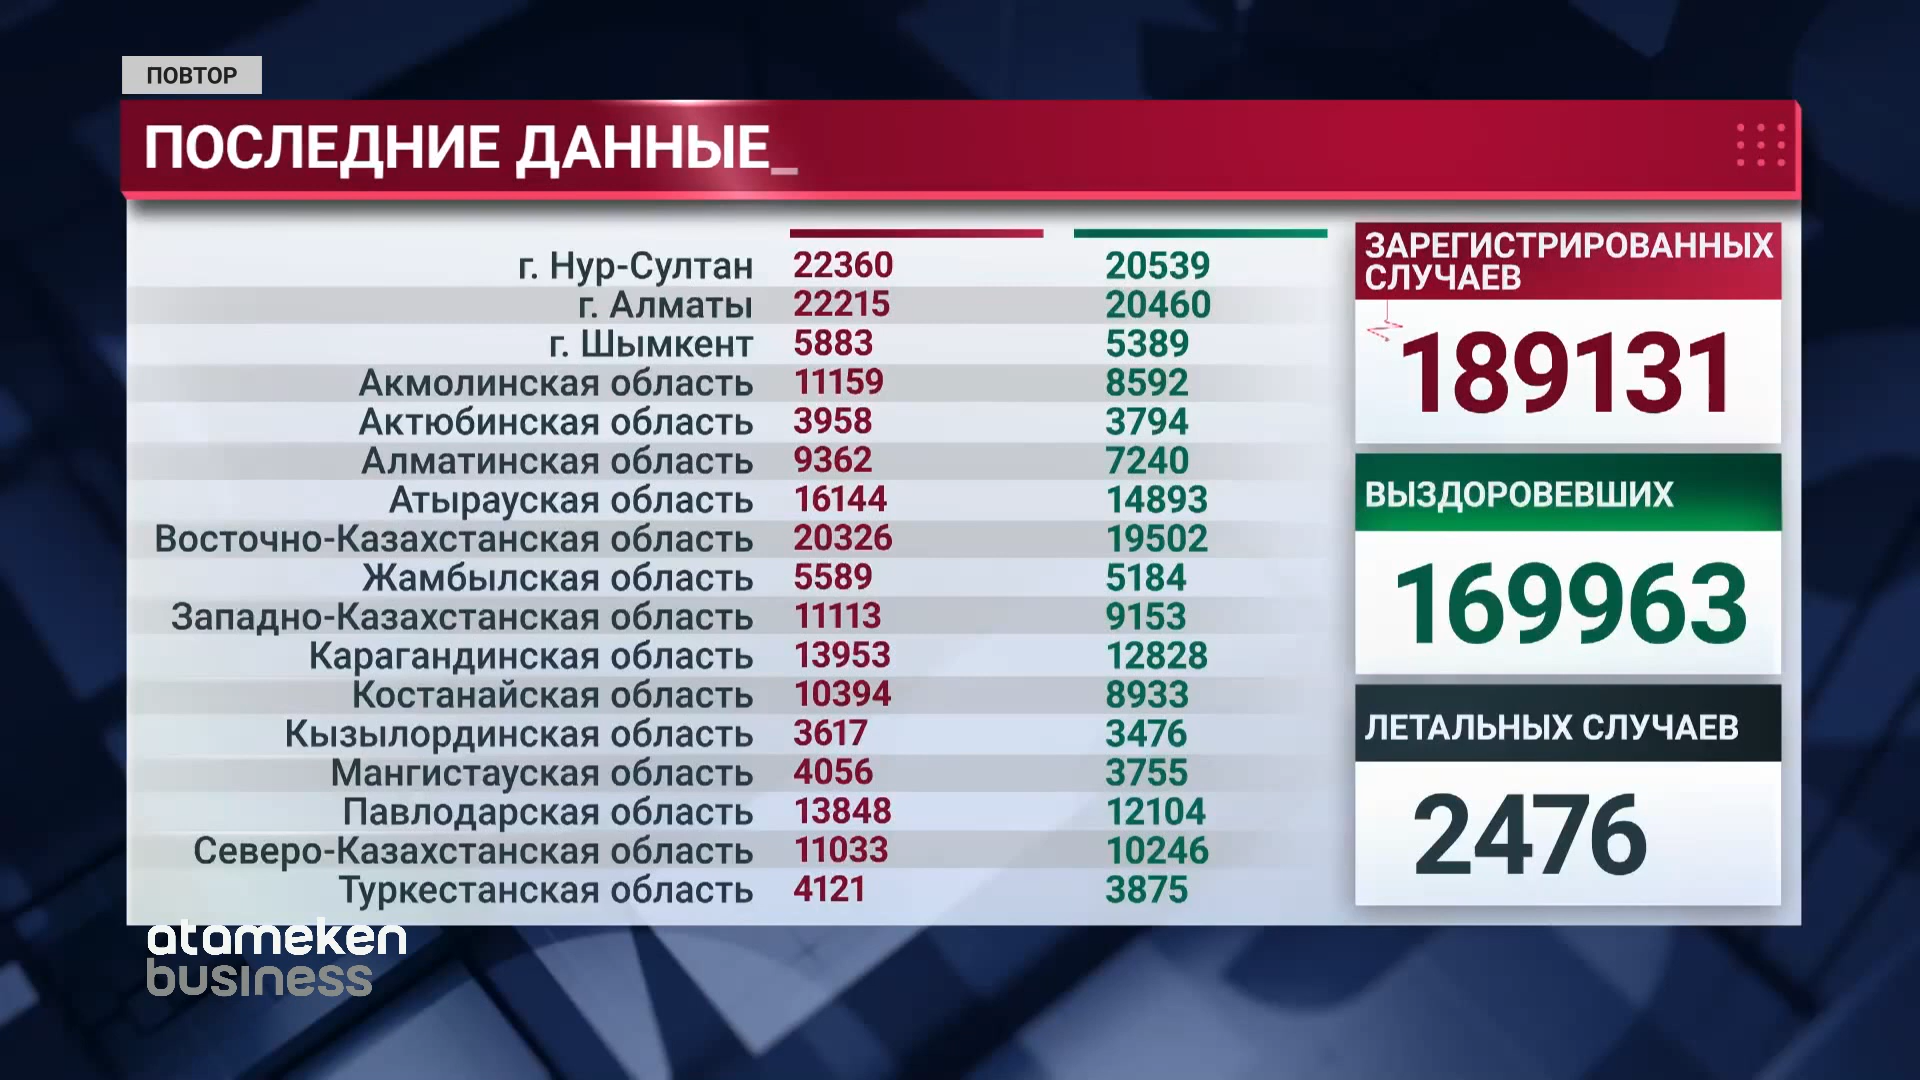 ПОВТОР
ПОСЛЕДНИЕ ДАННЫЕ_
г. Нур-Султан 22360 20539
г. Алматы 22215 20460
г. Шымкент 5883 5389
Акмолинская область 11159 8592
Актюбинская область 3958 3794
Алматинская область 9362 7240
Атырауская область 16144 14893
Восточно-Казахстанская область 20326 19502
Жамбылская область 5589 5184
Западно-Казахстанская область 11113 9153
Карагандинская область 13953 12828
Костанайская область 10394 8933
Кызылординская область 3617 3476
Мангистауская область 4056 3755
Павлодарская область 13848 12104
Северо-Казахстанская область 11033 10246
Туркестанская область 4121 3875
ЗАРЕГИСТРИРОВАННЫХ
СЛУЧАЕВ
189131
ВЫЗДОРОВЕВШИХ
169963
ЛЕТАЛЬНЫХ СЛУЧАЕВ
2476
atameken
business